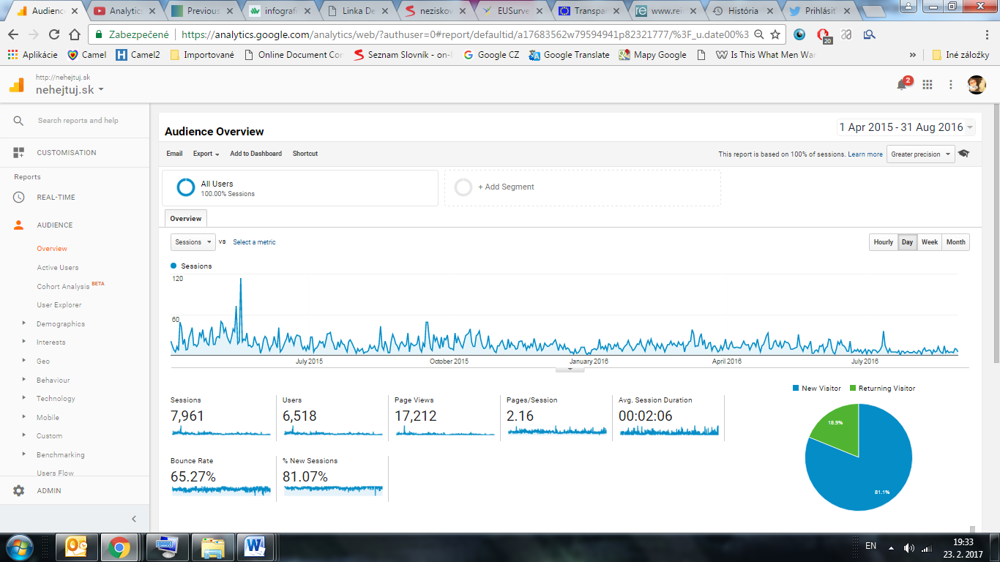 Audience
Analytics
Previous
infografi
Linka De
neziskov
EUSurve
Transpa
www.rei
História
Prihlásiť
Zabezpečené
https://analytics.google.com/analytics/web/?authuser=0#report/defaultid/a17683562w79594941p82321777/%3F_u.date00%3
20
Aplikácie
Camel
Camel2
Importované
Online Document Con
Seznam Slovník - on-l
Google CZ
Google Translate
Mapy Google
Is This What Men Wan
»
Iné záložky
http://nehejtuj.sk
nehejtuj.sk
2
Search reports and help
CUSTOMISATION
Reports
REAL-TIME
AUDIENCE
Overview
Active Users
Cohort Analysis BETA
User Explorer
Demographics
Interests
Geo
Behaviour
Technology
Mobile
Custom
Benchmarking
Users Flow
ADMIN
Audience Overview
1 Apr 2015 - 31 Aug 2016
Email
Export
Add to Dashboard
Shortcut
This report is based on 100% of sessions. Learn more
Greater precision
All Users
100.00% Sessions
+ Add Segment
Overview
Sessions
vs
Select a metric
Hourly
Day
Week
Month
Sessions
120
60
July 2015
October 2015
January 2016
April 2016
July 2016
Sessions
7,961
Users
6,518
Page Views
17,212
Pages/Session
2.16
Avg. Session Duration
00:02:06
Bounce Rate
65.27%
% New Sessions
81.07%
New Visitor
Returning Visitor
18.9%
81.1%
EN
19:33
23. 2. 2017